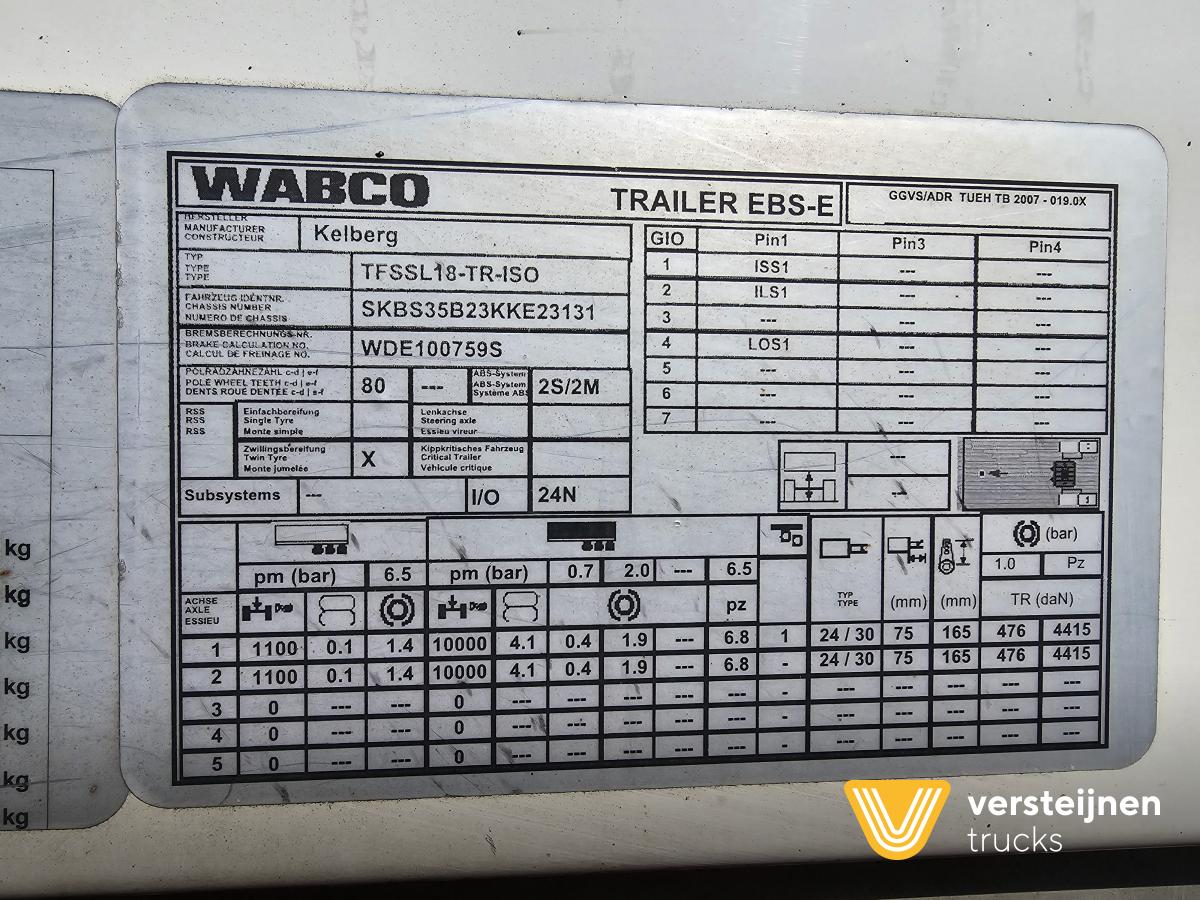 WABCO
TRAILER EBS-E
GGVS/ADR TUEH TB 2007 - 019.0X
HERSTELLER
MANUFACTURER
CONSTRUCTEUR
Kelberg
TYP
TYPE
TYPE
TFSSL18-TR-ISO
FAHRZEUG IDENTNR.
CHASSIS NUMBER
NUMERO DE CHASSIS
SKBS35B23KKE23131
BREMSBERECHNUNGS-NR.
BRAKE CALCULATION NO.
CALCUL DE FREINAGE NO.
WDE100759S
POLRADZAHNEZAHL c-d | e-f
POLE WHEEL TEETH c-d | e-f
DENTS ROUE DENTÉE c-d | e-f
80 ---
ABS-System
ABS-System
Système ABS
2S/2M
RSS
RSS
RSS
Einfachbereifung
Single Tyre
Monte simple
Lenkachse
Steering axle
Essieu vireur
Zwillingsbereifung
Twin Tyre
Monte jumelée
X
Kippkritisches Fahrzeug
Critical Trailer
Véhicule critique
Subsystems --- I/O 24N
GIO Pin1 Pin3 Pin4
1 ISS1 --- ---
2 ILS1 --- ---
3 --- --- ---
4 LOS1 --- ---
5 --- --- ---
6 --- --- ---
7 --- --- ---
---
---
1
pm (bar) 6.5 pm (bar) 0.7 2.0 --- 6.5
(bar)
1.0 Pz
ACHSE
AXLE
ESSIEU
pz
TYP
TYPE
(mm) (mm) TR (daN)
1 1100 0.1 1.4 10000 4.1 0.4 1.9 --- 6.8 1 24 / 30 75 165 476 4415
2 1100 0.1 1.4 10000 4.1 0.4 1.9 --- 6.8 - 24 / 30 75 165 476 4415
3 0 --- --- 0 --- --- --- --- --- - --- --- --- --- ---
4 0 --- --- 0 --- --- --- --- --- - --- --- --- --- ---
5 0 --- --- 0 --- --- --- --- --- - --- --- --- --- ---
kg
kg
kg
kg
kg
kg
kg
versteijnen
trucks